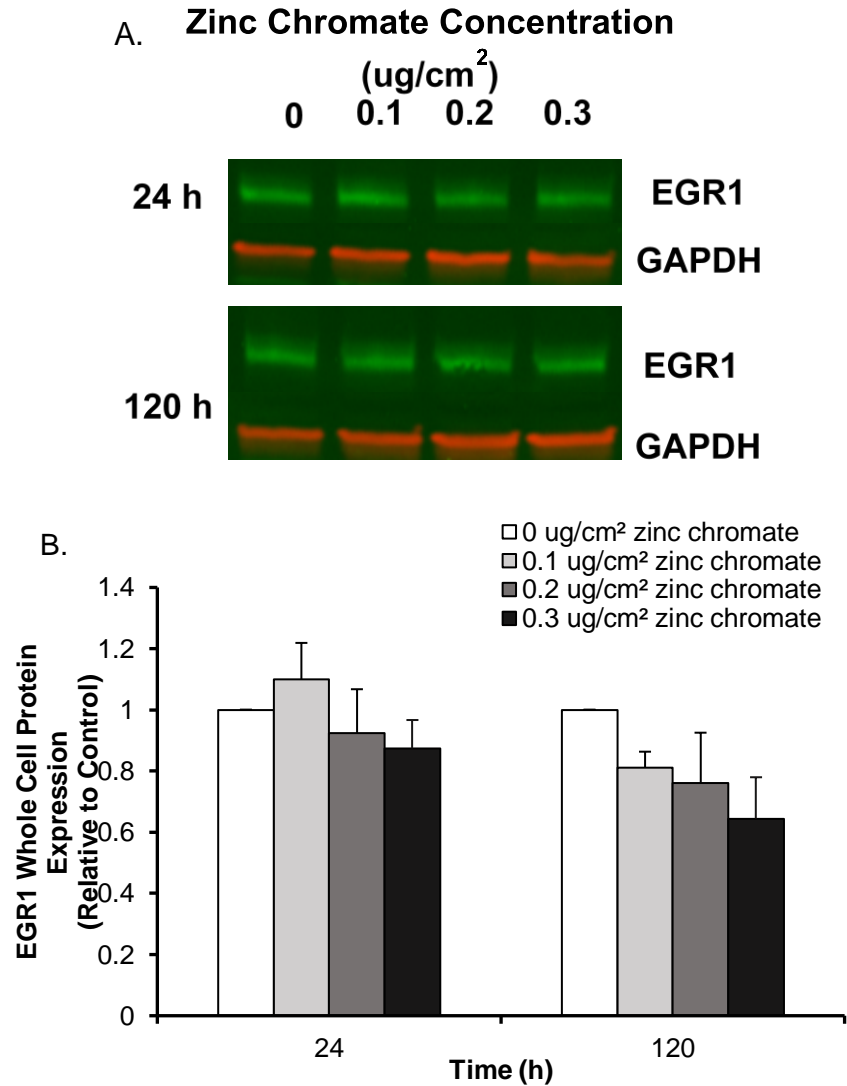 A.
Zinc Chromate Concentration
(ug/cm²)
0 0.1 0.2 0.3
24 h
EGR1
GAPDH
120 h
EGR1
GAPDH
B.
0 ug/cm² zinc chromate
0.1 ug/cm² zinc chromate
0.2 ug/cm² zinc chromate
0.3 ug/cm² zinc chromate
EGR1 Whole Cell Protein
Expression
(Relative to Control)
1.4
1.2
1
0.8
0.6
0.4
0.2
0
24 120
Time (h)